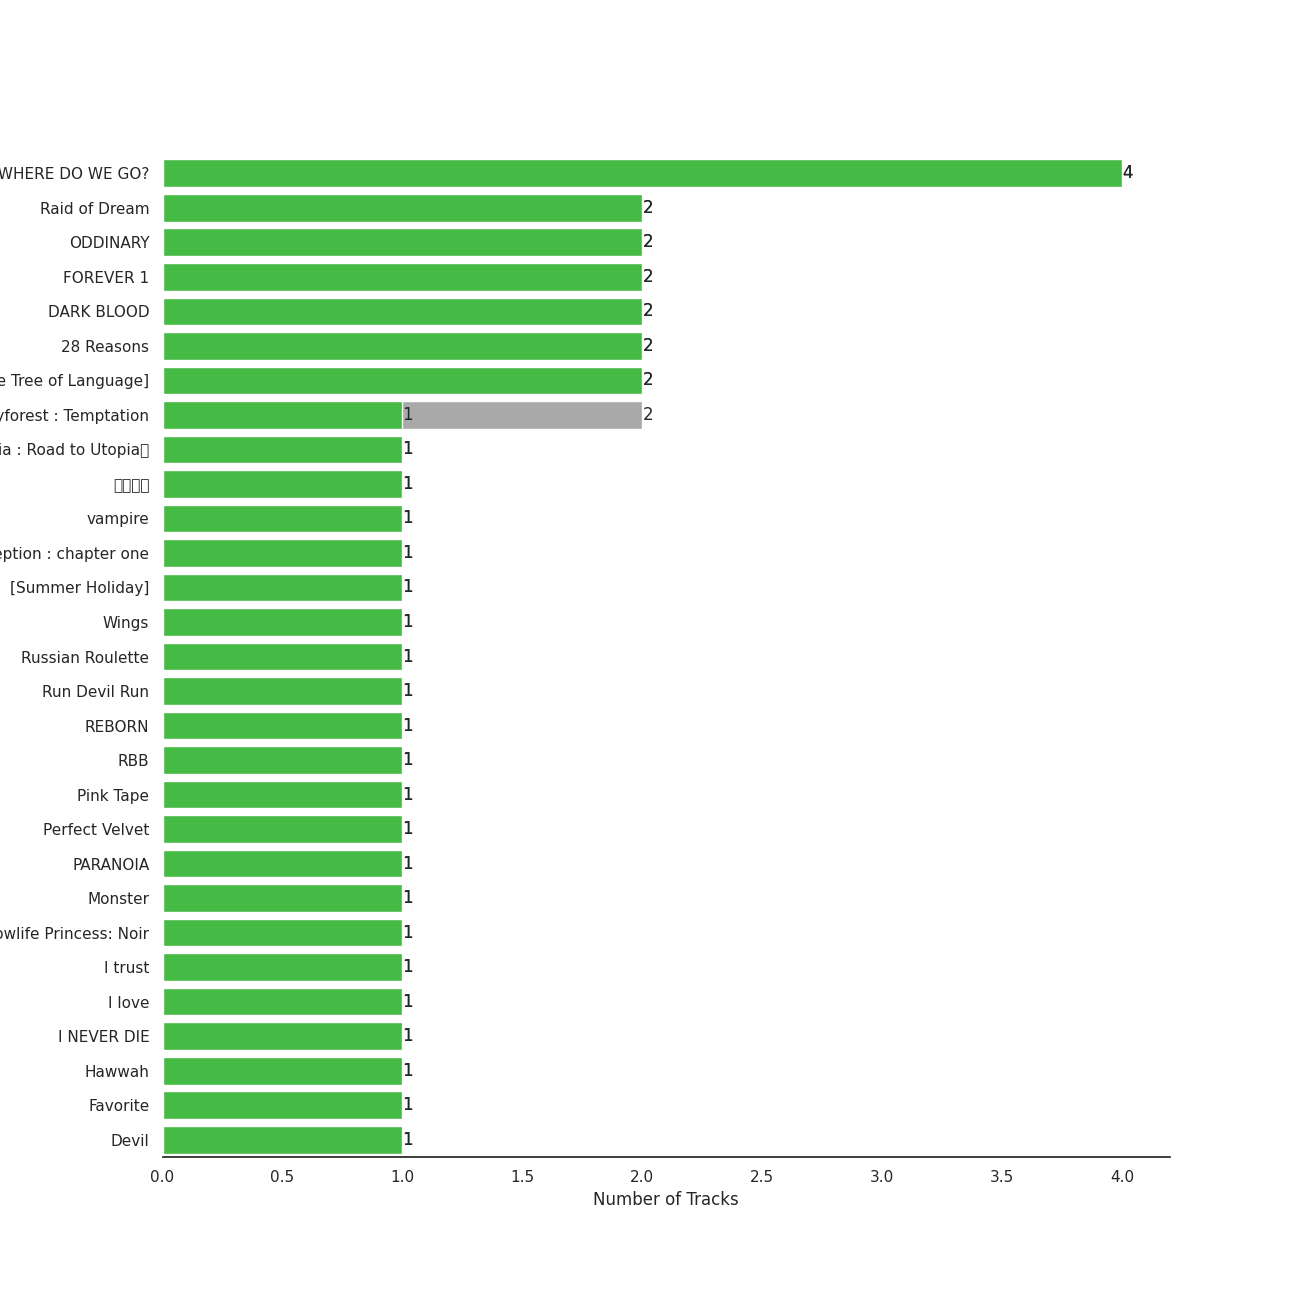 WHERE DO WE GO? 4
Raid of Dream 2
ODDINARY 2
FOREVER 1 2
DARK BLOOD 2
28 Reasons 2
Tree of Language] 2
: Temptation 1 2
: Road to Utopia 1
1
vampire 1
: chapter one 1
[Summer Holiday] 1
Wings 1
Russian Roulette 1
Run Devil Run 1
REBORN 1
RBB 1
Pink Tape 1
Perfect Velvet 1
PARANOIA 1
Monster 1
Princess: Noir 1
I trust 1
I love 1
I NEVER DIE 1
Hawwah 1
Favorite 1
Devil 1
0.0 0.5 1.0 1.5 2.0 2.5 3.0 3.5 4.0
Number of Tracks